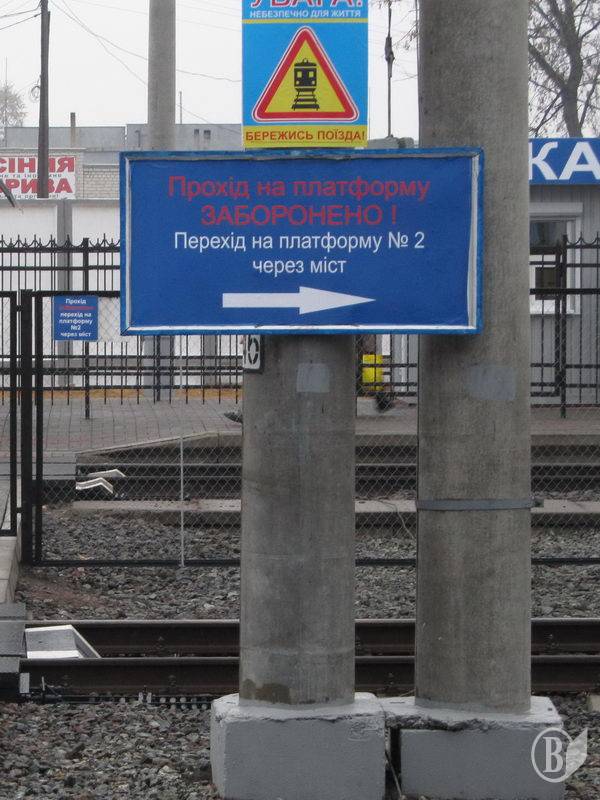 УВАГА!
НЕБЕЗПЕЧНО ДЛЯ ЖИТТЯ
БЕРЕЖИСЬ ПОЇЗДА!
Прохід на платформу
ЗАБОРОНЕНО !
Перехід на платформу № 2
через міст
Прохід
перехід на
платформу
№2
через міст
СІННЯ
РИВА
КА
В